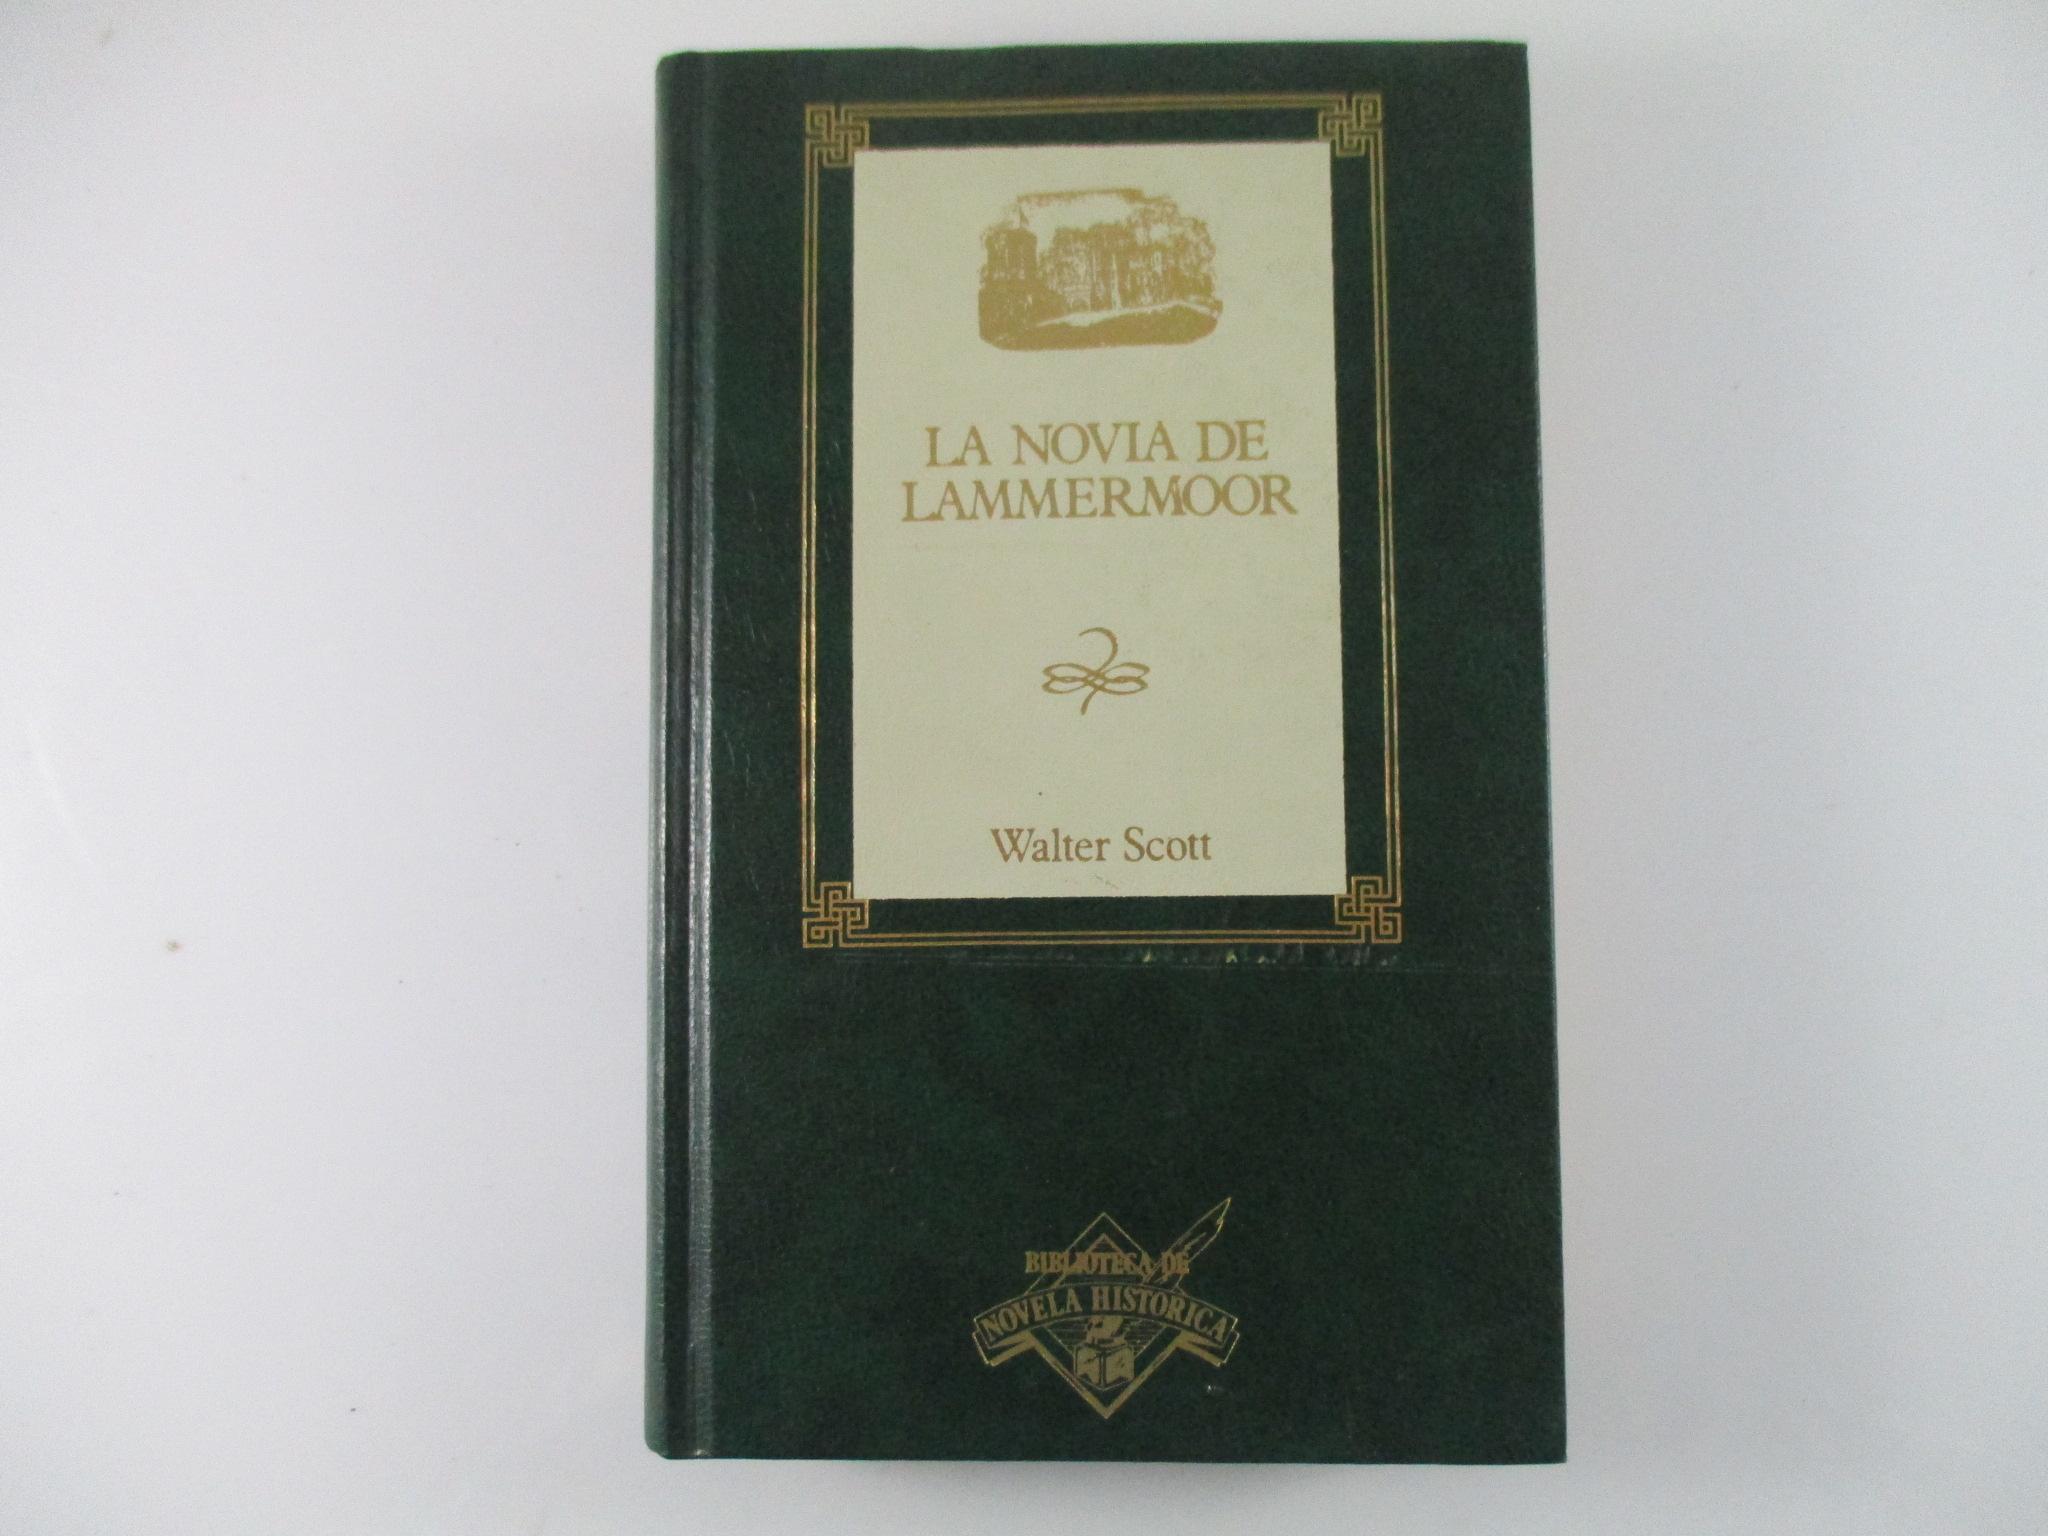 LA NOVIA DE
LAMMERMOOR
Walter Scott
BIBLIOTECA DE
NOVELA HISTORICA